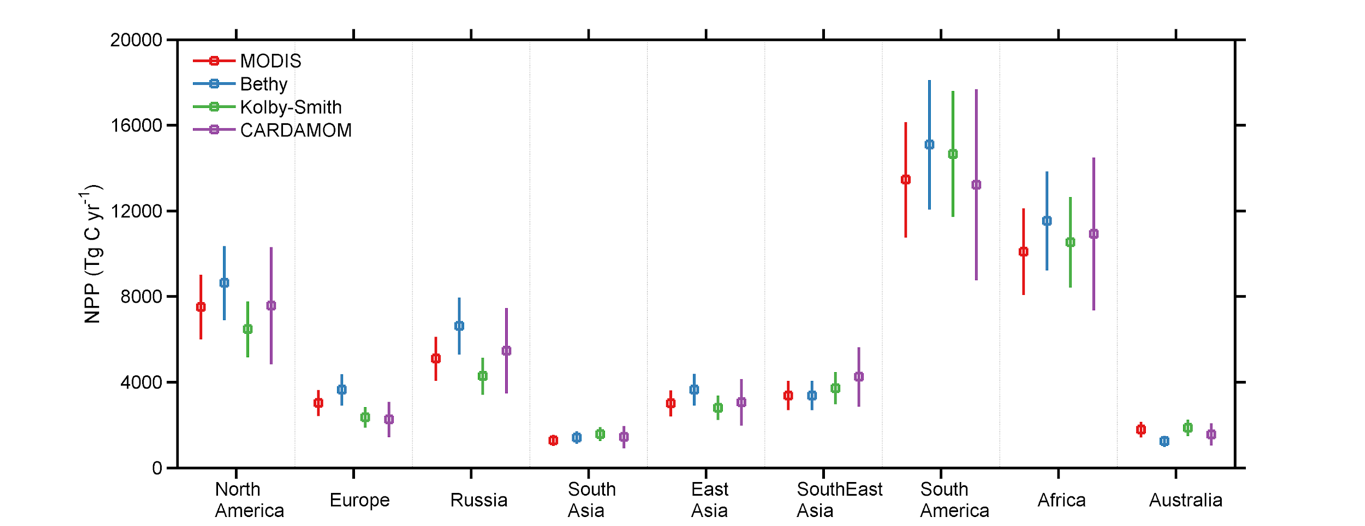 20000
16000
12000
8000
4000
0
NPP (Tg C yr⁻¹)
MODIS
Bethy
Kolby-Smith
CARDAMOM
North
America
Europe
Russia
South
Asia
East
Asia
SouthEast
Asia
South
America
Africa
Australia